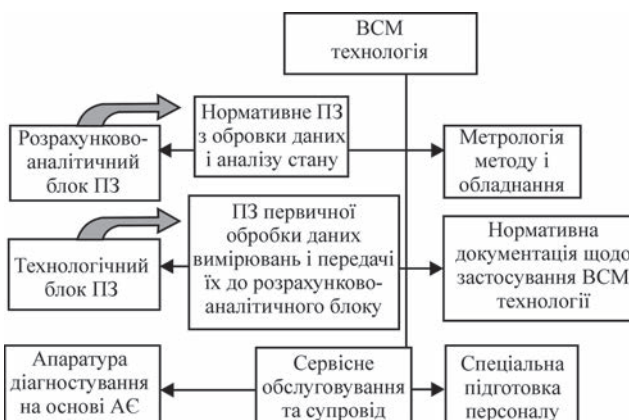 ВСМ
технологія
Нормативне ПЗ
з обровки даних
і аналізу стану
Розрахунково-
аналітичний
блок ПЗ
Метрологія
методу і
обладнання
ПЗ первичної
обробки даних
вимірювань і передачі
їх до розрахунково-
аналітичного блоку
Технологічний
блок ПЗ
Нормативна
документація щодо
застосування ВСМ
технології
Апаратура
діагностування
на основі АЄ
Сервісне
обслуговування
та супровід
Спеціальна
підготовка
персоналу